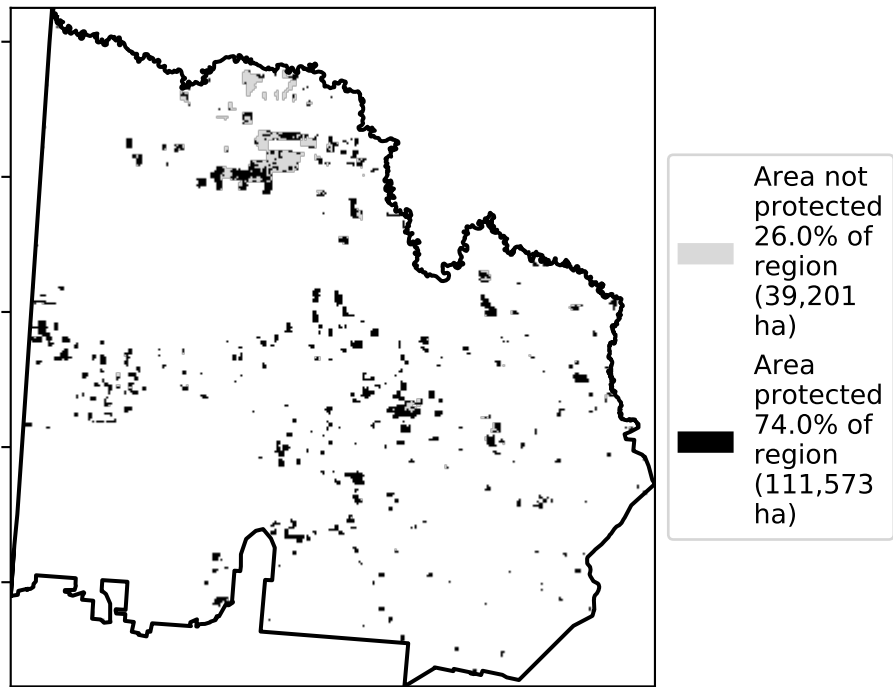 Area not
protected
26.0% of
region
(39,201
ha)
Area
protected
74.0% of
region
(111,573
ha)